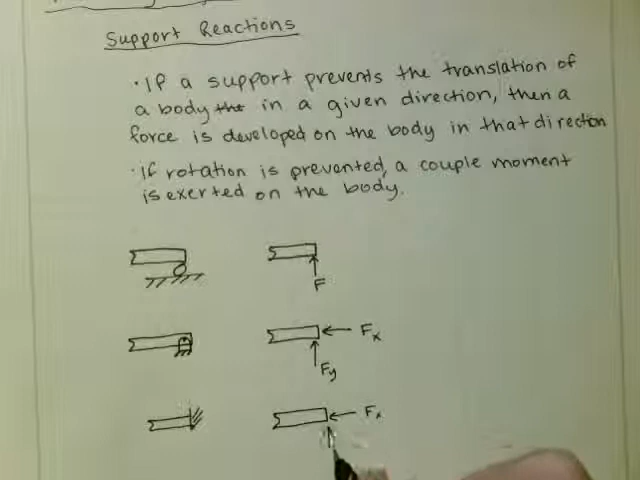 Support Reactions
· If a support prevents the translation of
a body the in a given direction, then a
force is developed on the body in that direction
· If rotation is prevented, a couple moment
is exerted on the body.
F
Fx
Fy
Fx